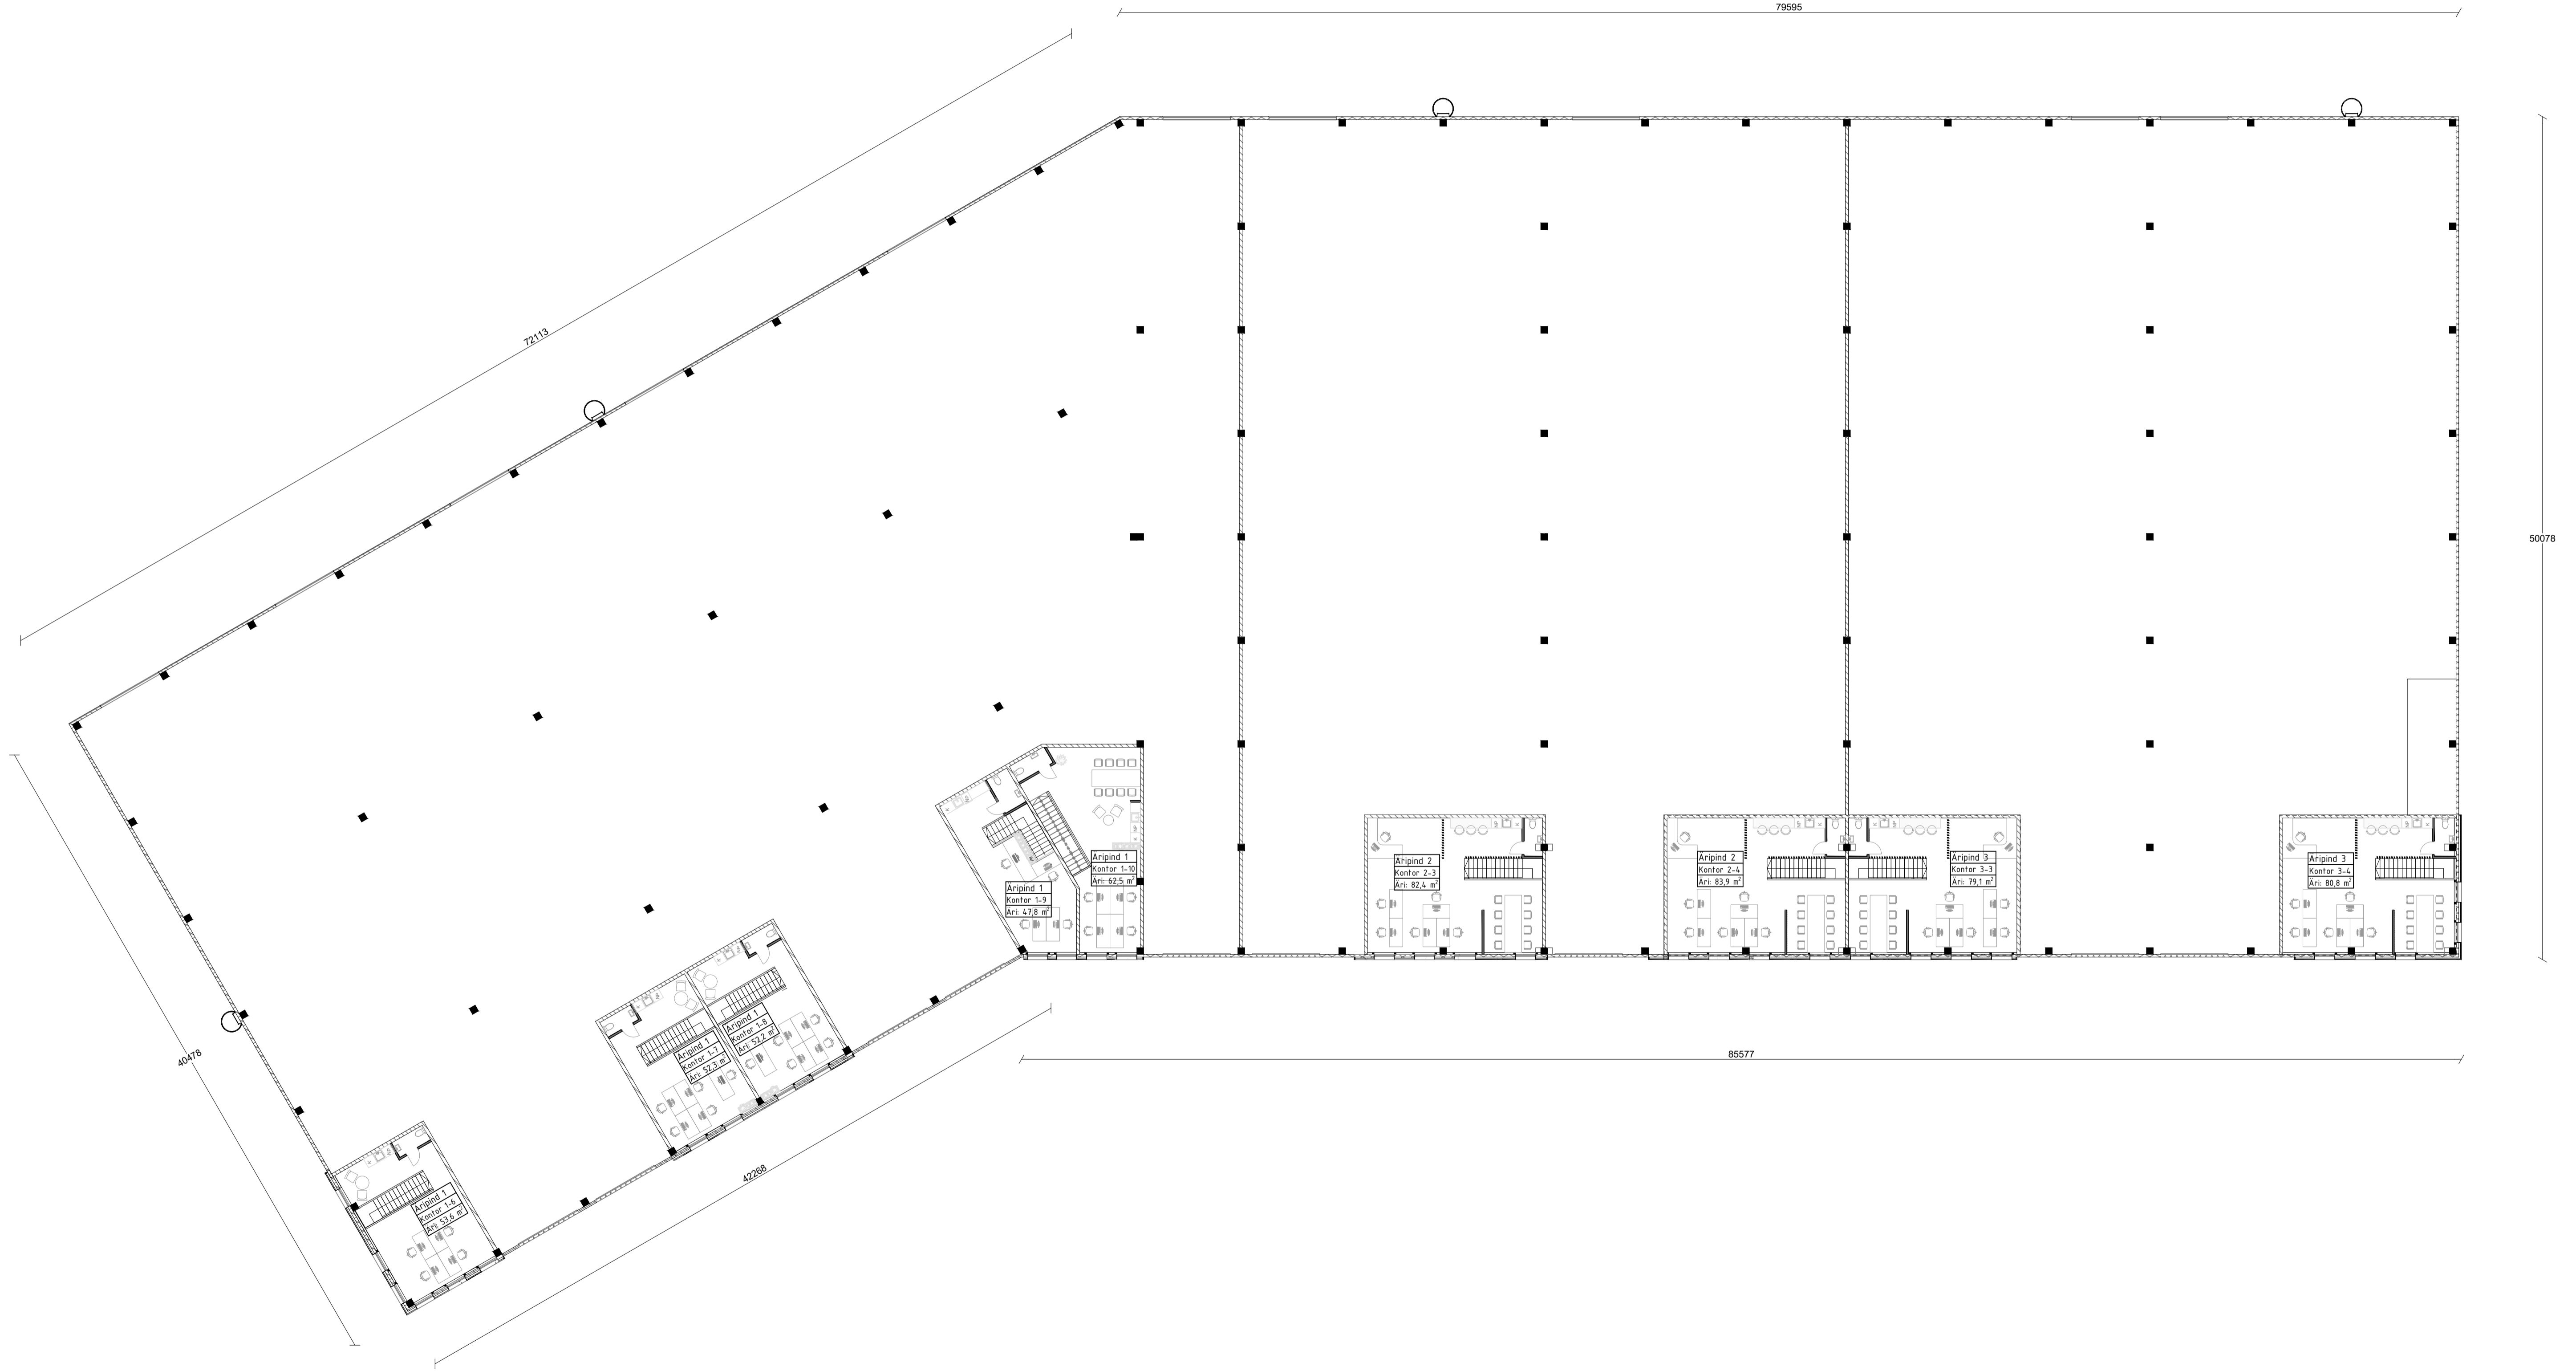 79595
72113
50078
Äripind 1
Kontor 1-10
Äri: 62,5 m²
Äripind 1
Kontor 1-9
Äri: 47,8 m²
Äripind 2
Kontor 2-3
Äri: 82,4 m²
Äripind 2
Kontor 2-4
Äri: 83,9 m²
Äripind 3
Kontor 3-3
Äri: 79,1 m²
Äripind 3
Kontor 3-4
Äri: 80,8 m²
Äripind 1
Kontor 1-8
Äri: 52,2 m²
Äripind 1
Kontor 1-7
Äri: 52,3 m²
40478
85577
42268
Äripind 1
Kontor 1-6
Äri: 53,6 m²